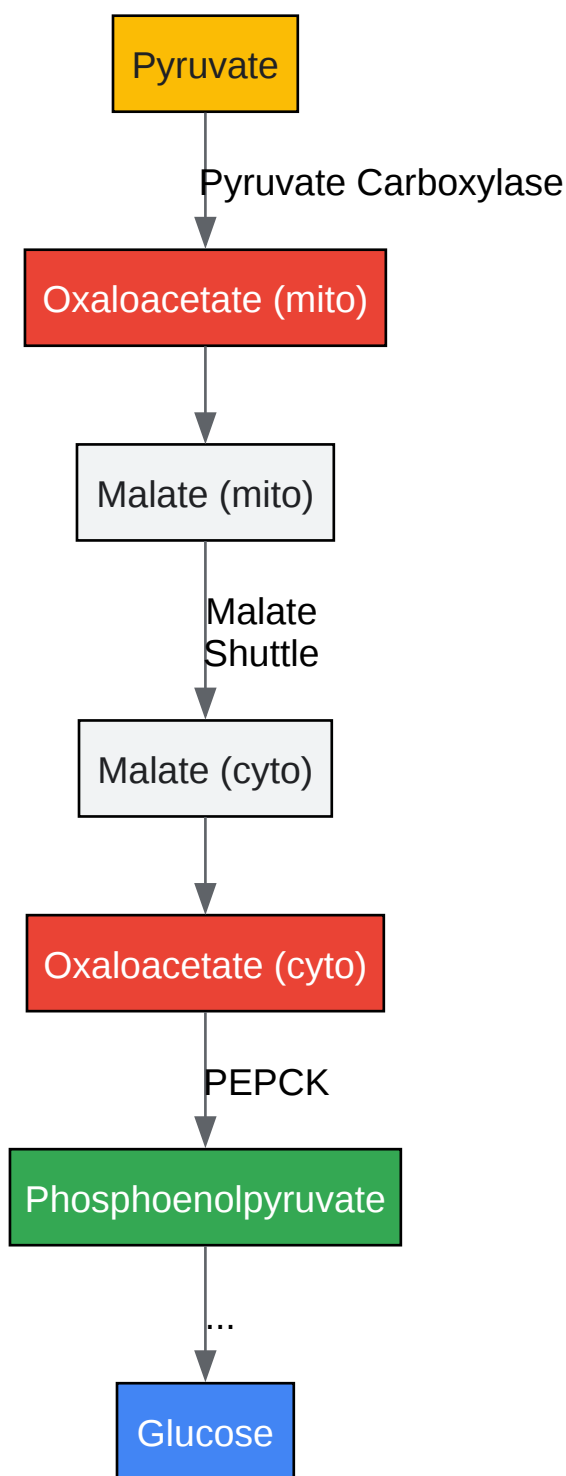 Pyruvate
Pyruvate Carboxylase
Oxaloacetate (mito)
Malate (mito)
Malate
Shuttle
Malate (cyto)
Oxaloacetate (cyto)
PEPCK
Phosphoenolpyruvate
...
Glucose